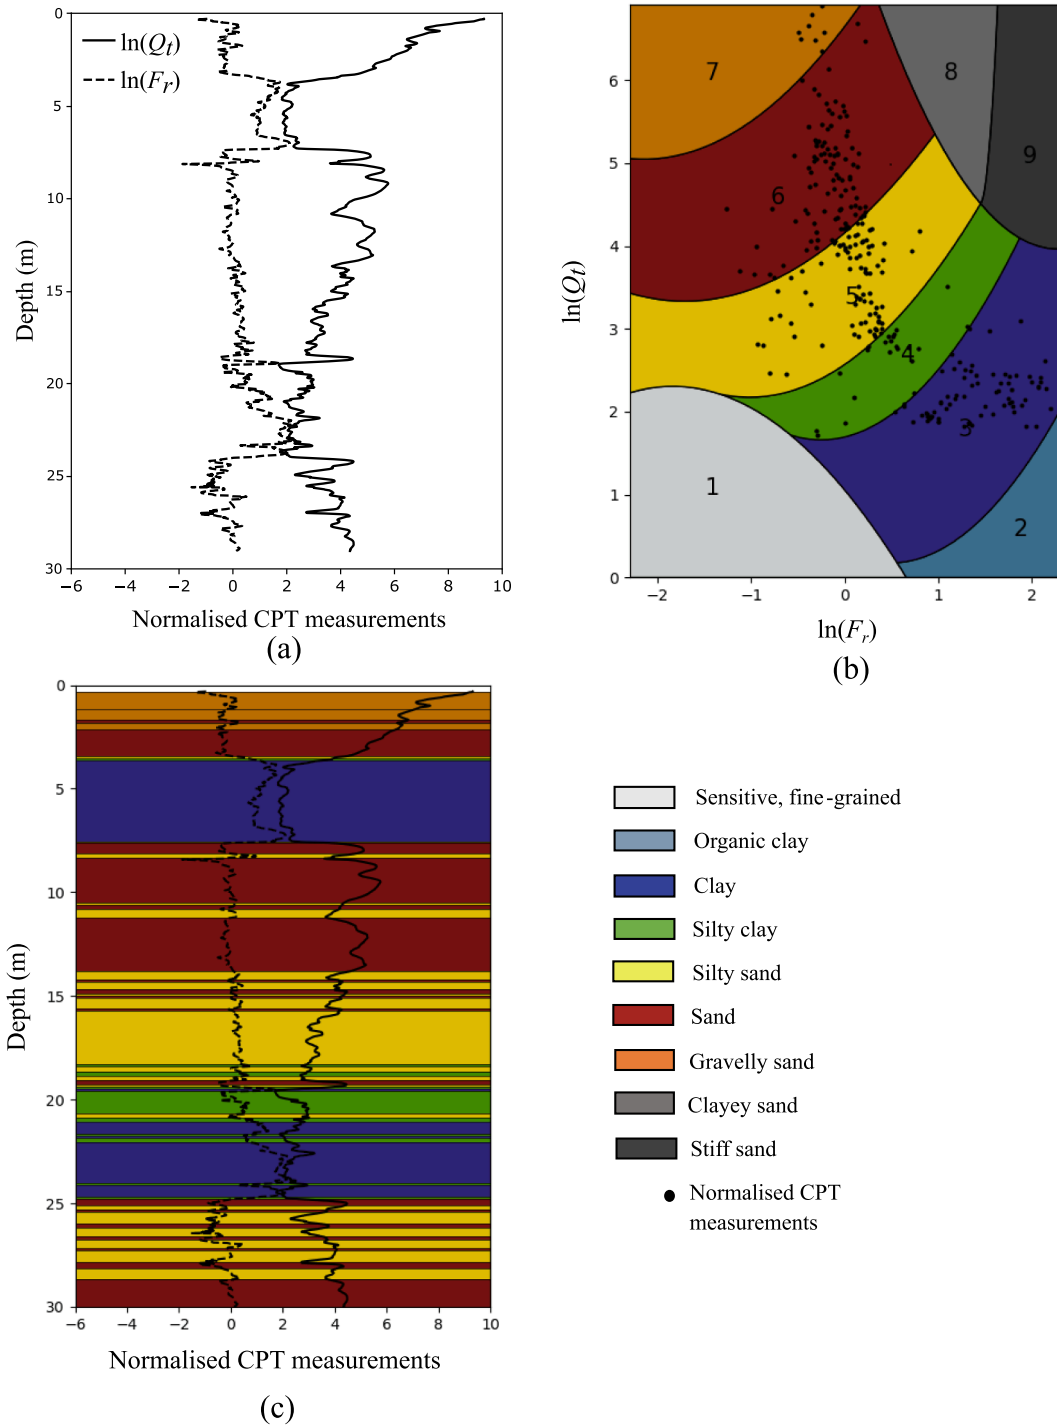 ln(Qt)
ln(Fr)
0
5
10
15
20
25
30
−6
−4
−2
0
2
4
6
8
10
Depth (m)
Normalised CPT measurements
(a)
7
8
9
6
5
4
3
1
2
6
5
4
3
2
1
0
−2
−1
0
1
2
ln(Qt)
ln(Fr)
(b)
0
5
10
15
20
25
30
−6
−4
−2
0
2
4
6
8
10
Depth (m)
Normalised CPT measurements
(c)
Sensitive, fine-grained
Organic clay
Clay
Silty clay
Silty sand
Sand
Gravelly sand
Clayey sand
Stiff sand
Normalised CPT
measurements